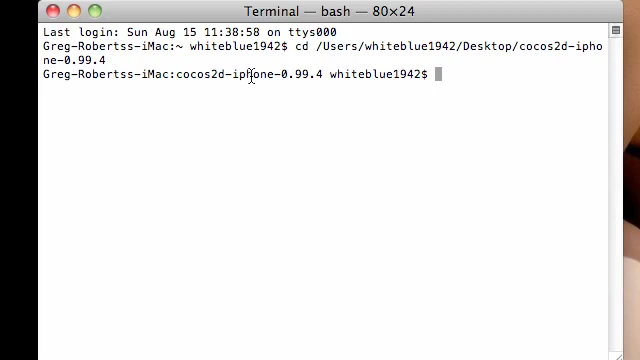 Terminal — bash — 80×24
Last login: Sun Aug 15 11:38:58 on ttys000
Greg-Robertss-iMac:~ whiteblue1942$ cd /Users/whiteblue1942/Desktop/cocos2d-ipho
ne-0.99.4
Greg-Robertss-iMac:cocos2d-iphone-0.99.4 whiteblue1942$